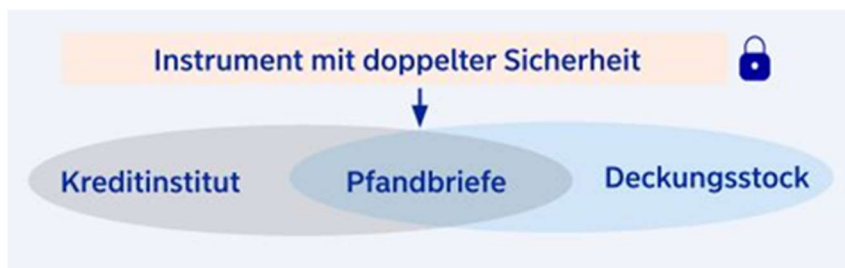 Instrument mit doppelter Sicherheit
Kreditinstitut Pfandbriefe Deckungsstock